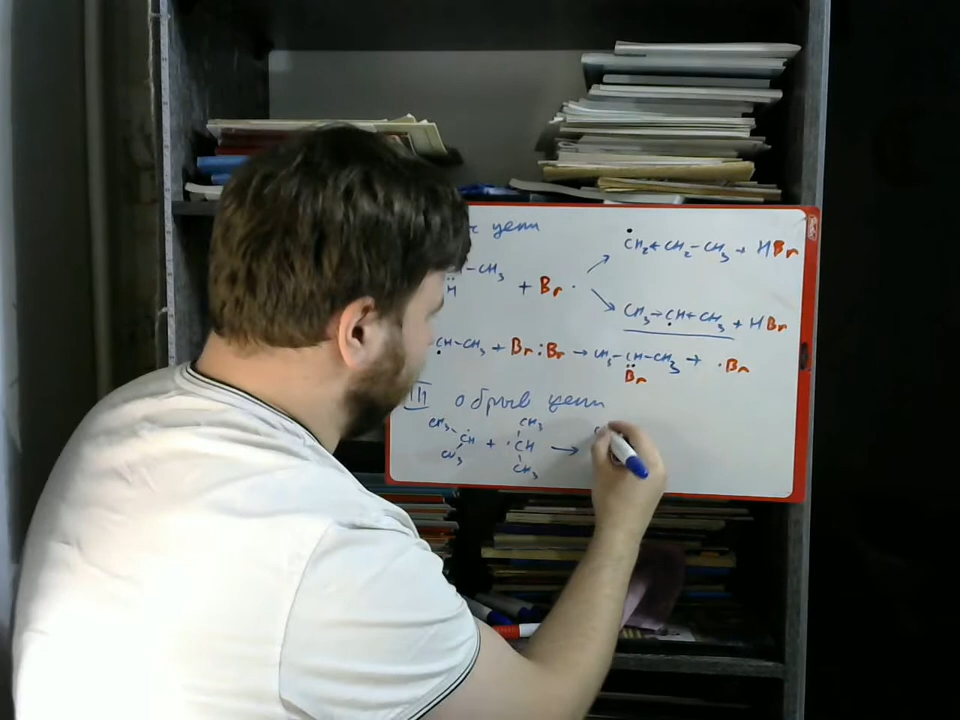 цепи
ĊH₂←CH₂-CH₃ + HBr
-CH₃
H + Br·
CH₃→ĊH←CH₃ + HBr
ĊH-CH₃ + Br:Br → CH₃-CH-CH₃ + ·Br
Br
III обрыв цепи
CH₃ CH₃
ĊH + ·CH →
CH₃ CH₃